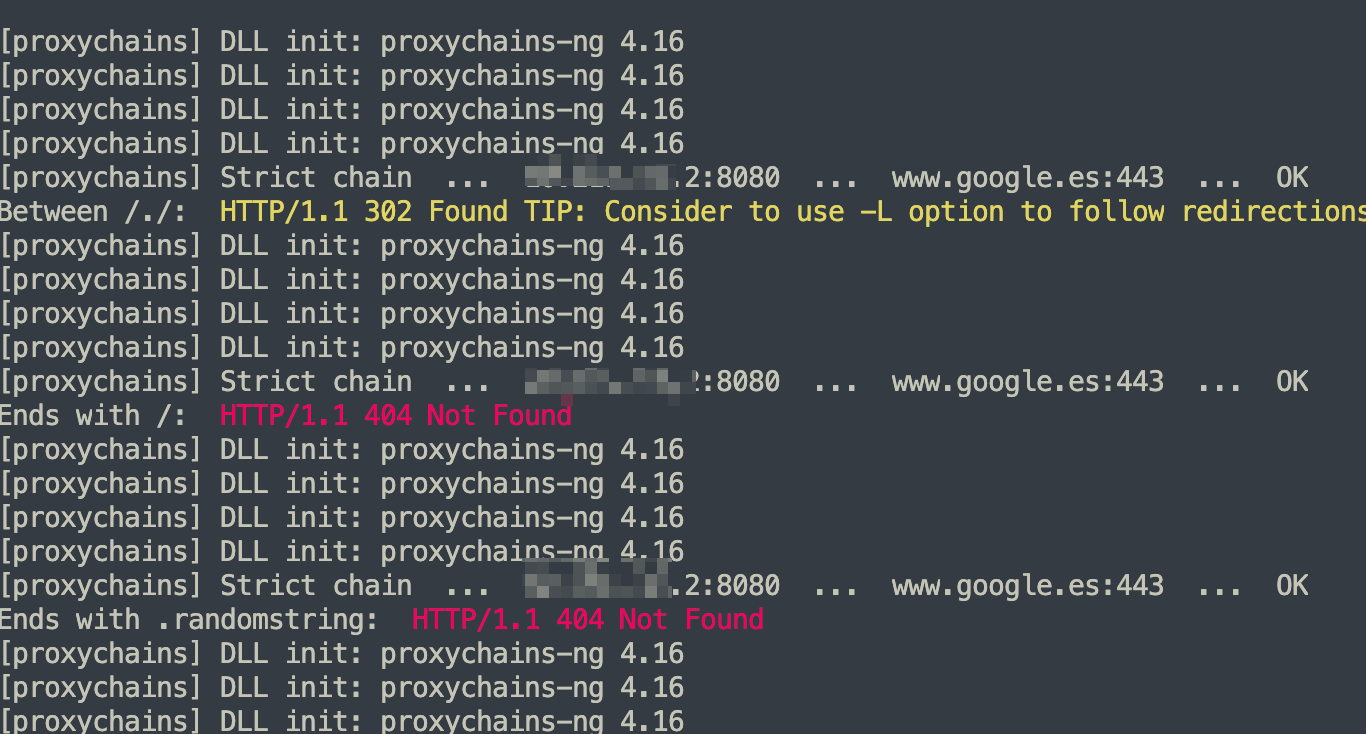 [proxychains] DLL init: proxychains-ng 4.16
[proxychains] DLL init: proxychains-ng 4.16
[proxychains] DLL init: proxychains-ng 4.16
[proxychains] DLL init: proxychains-ng 4.16
[proxychains] Strict chain ... .2:8080 ... www.google.es:443 ... OK
Between /./: HTTP/1.1 302 Found TIP: Consider to use -L option to follow redirections
[proxychains] DLL init: proxychains-ng 4.16
[proxychains] DLL init: proxychains-ng 4.16
[proxychains] DLL init: proxychains-ng 4.16
[proxychains] DLL init: proxychains-ng 4.16
[proxychains] Strict chain ... :8080 ... www.google.es:443 ... OK
Ends with /: HTTP/1.1 404 Not Found
[proxychains] DLL init: proxychains-ng 4.16
[proxychains] DLL init: proxychains-ng 4.16
[proxychains] DLL init: proxychains-ng 4.16
[proxychains] DLL init: proxychains-ng 4.16
[proxychains] Strict chain ... .2:8080 ... www.google.es:443 ... OK
Ends with .randomstring: HTTP/1.1 404 Not Found
[proxychains] DLL init: proxychains-ng 4.16
[proxychains] DLL init: proxychains-ng 4.16
[proxychains] DLL init: proxychains-ng 4.16